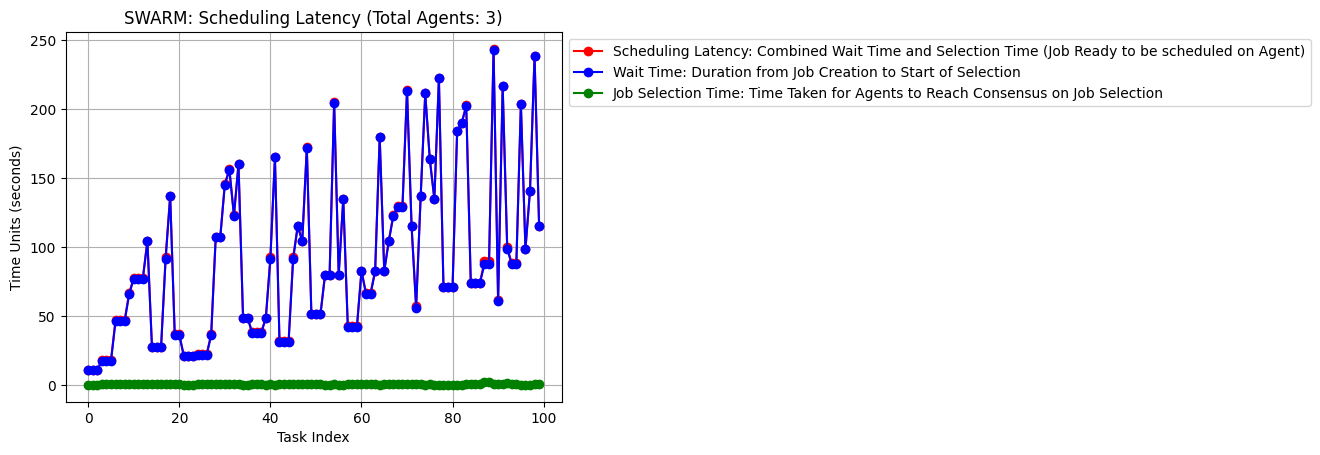 SWARM: Scheduling Latency (Total Agents: 3)
Scheduling Latency: Combined Wait Time and Selection Time (Job Ready to be scheduled on Agent)
Wait Time: Duration from Job Creation to Start of Selection
Job Selection Time: Time Taken for Agents to Reach Consensus on Job Selection
Time Units (seconds)
250
200
150
100
50
0
0 20 40 60 80 100
Task Index